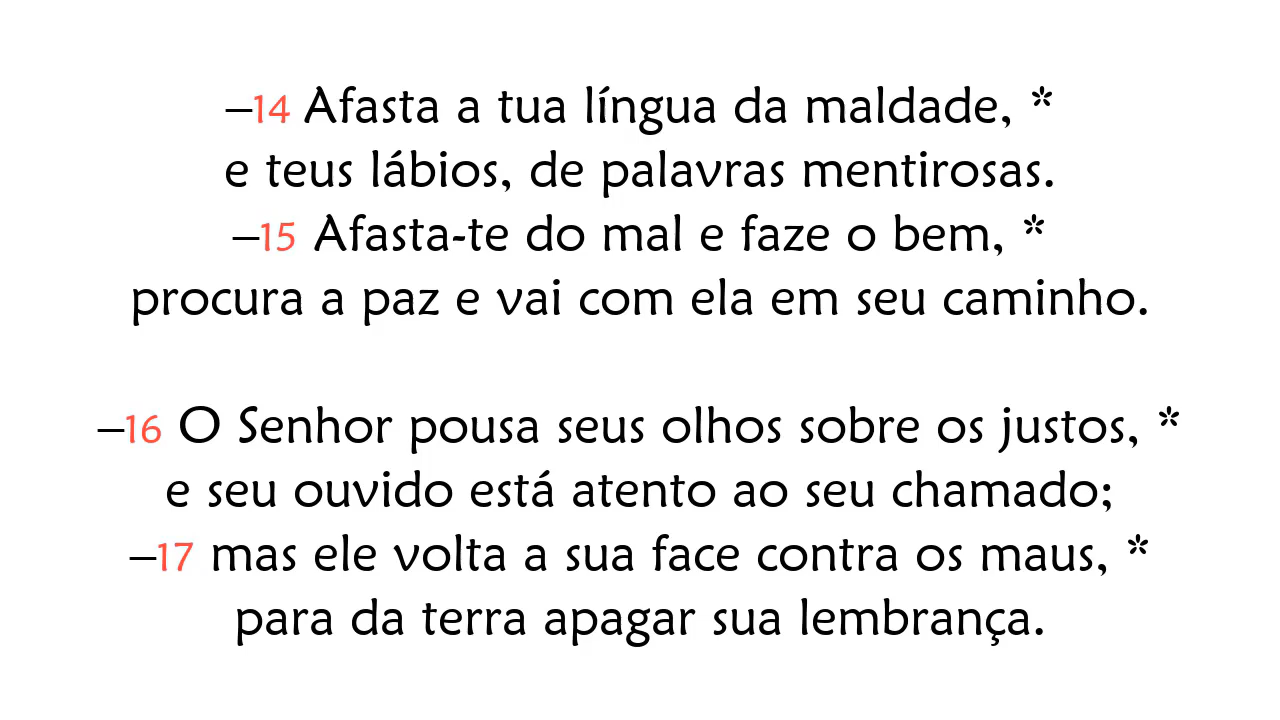 –14 Afasta a tua língua da maldade, *
e teus lábios, de palavras mentirosas.
–15 Afasta-te do mal e faze o bem, *
procura a paz e vai com ela em seu caminho.
–16 O Senhor pousa seus olhos sobre os justos, *
e seu ouvido está atento ao seu chamado;
–17 mas ele volta a sua face contra os maus, *
para da terra apagar sua lembrança.